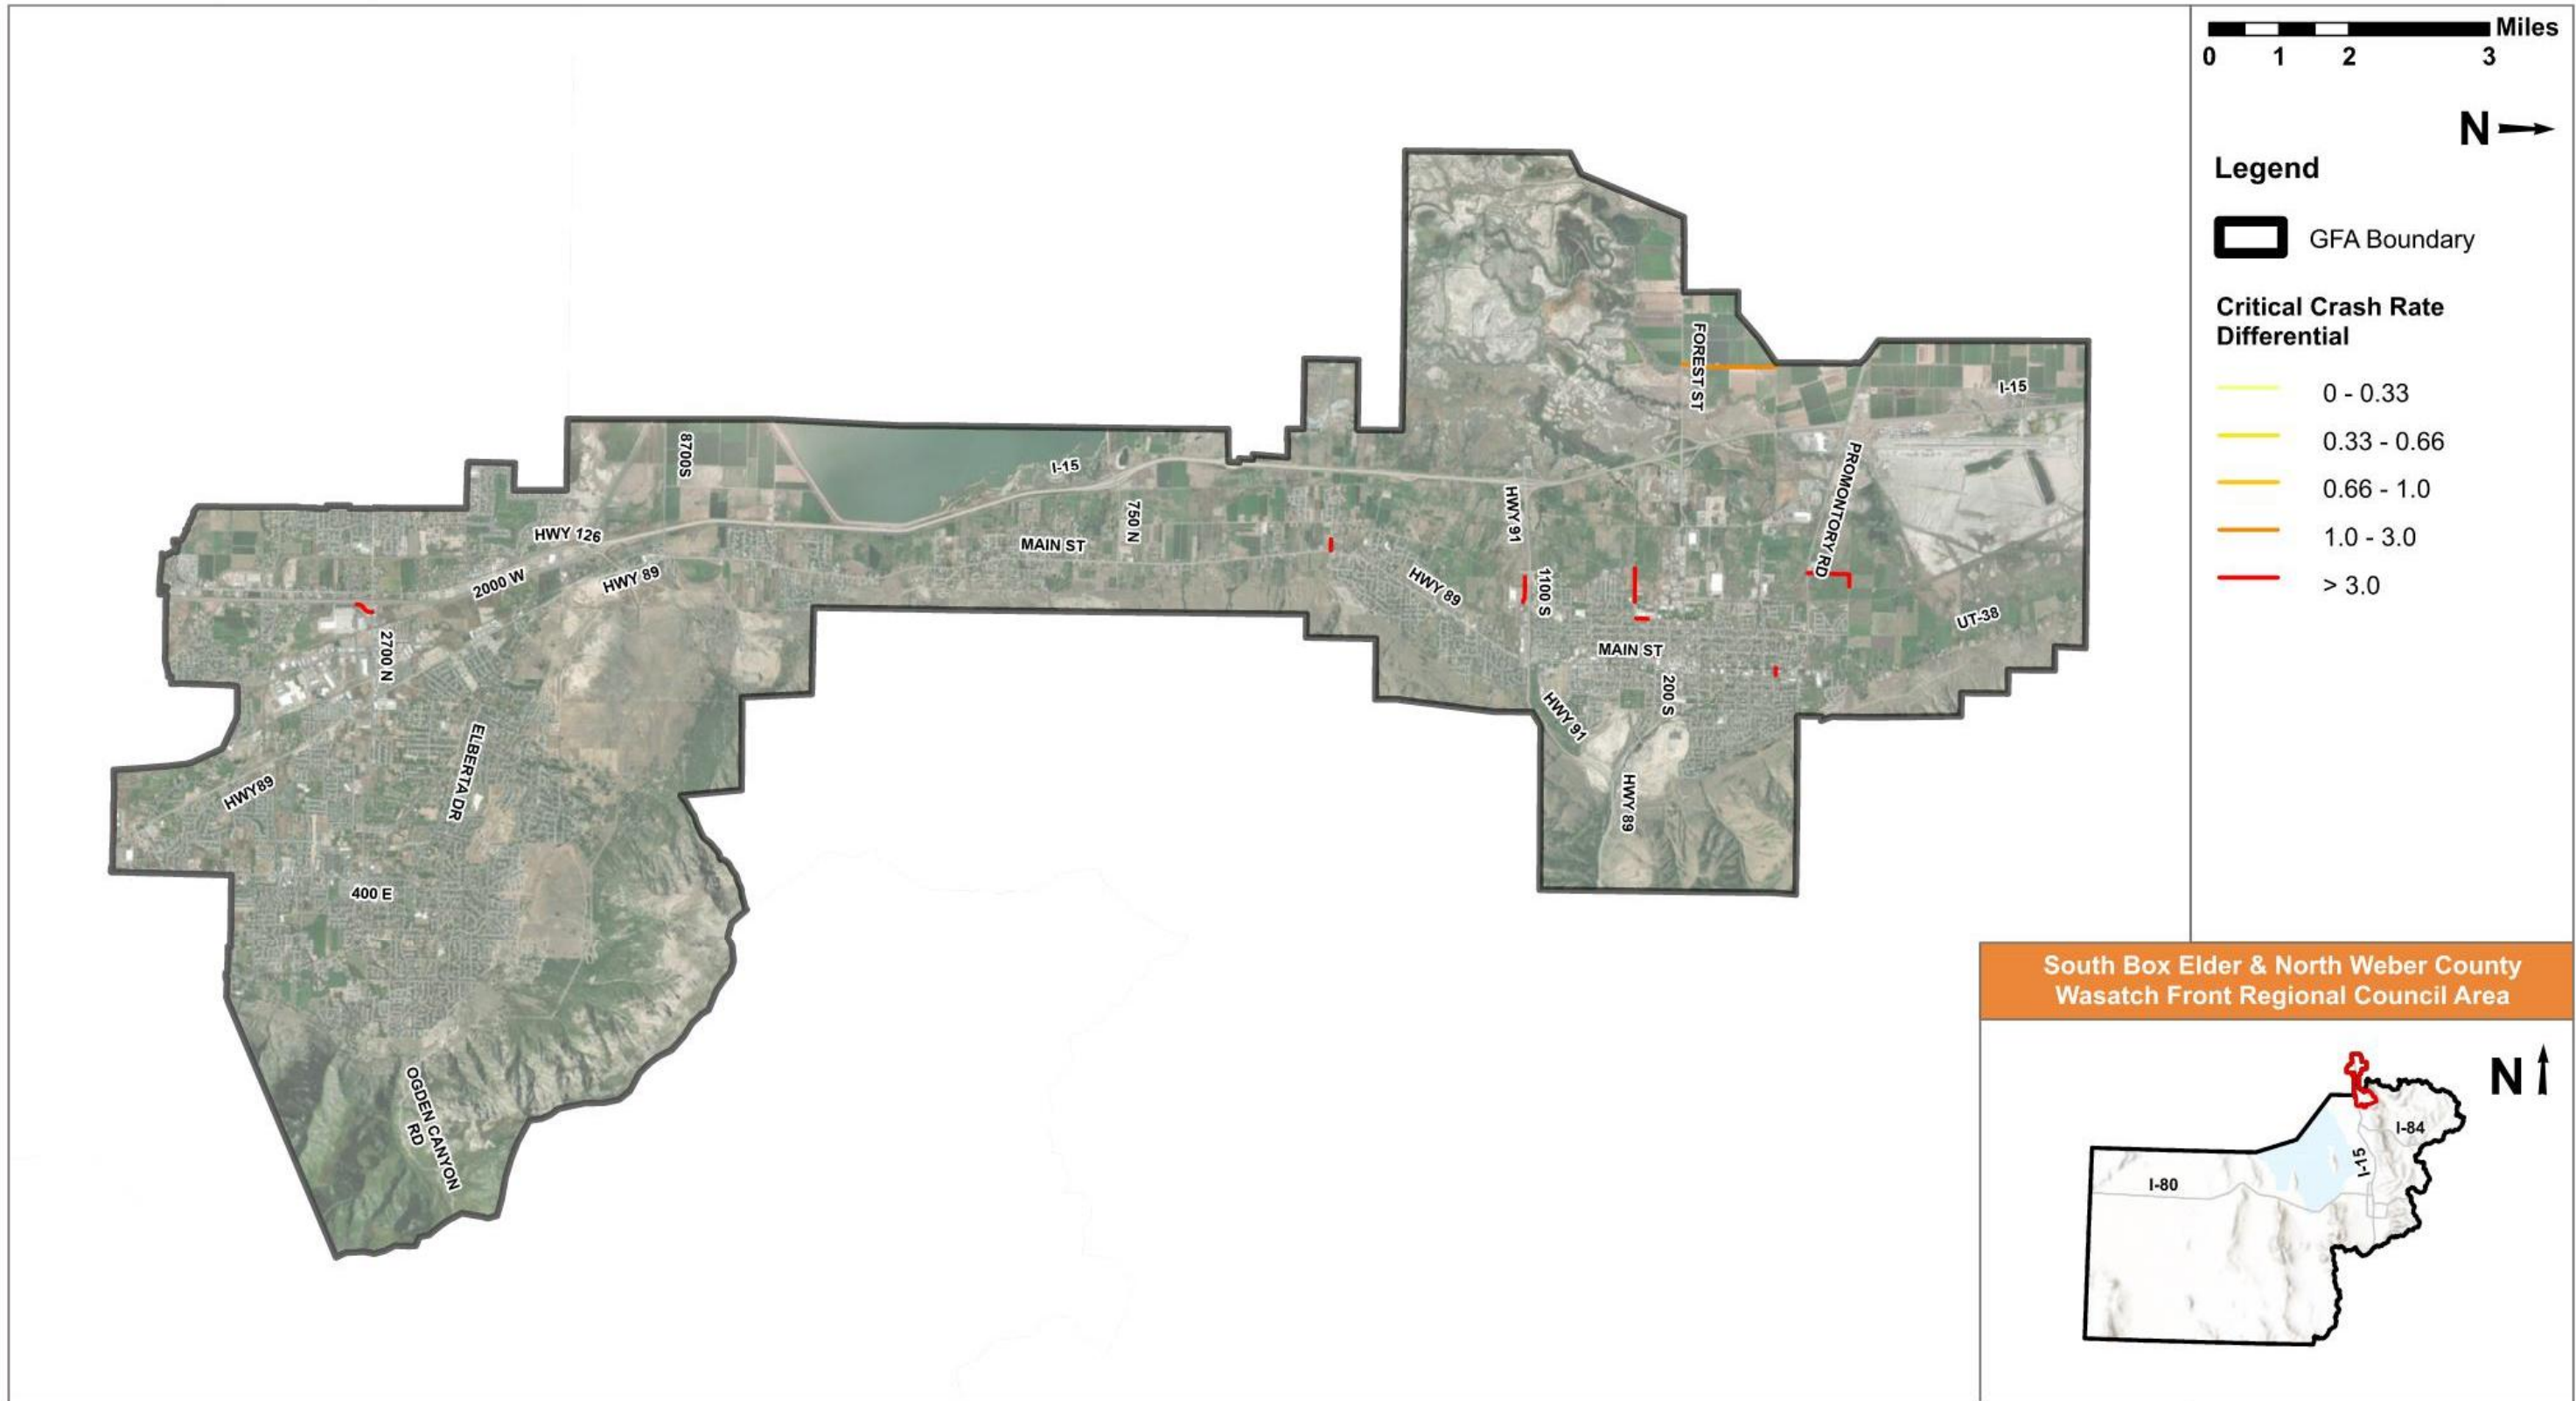 Miles
0 1 2 3
N
Legend
GFA Boundary
Critical Crash Rate
Differential
0 - 0.33
0.33 - 0.66
0.66 - 1.0
1.0 - 3.0
> 3.0
FOREST ST
I-15
8700S
I-15
750 N
PROMONTORY RD
HWY 126
MAIN ST
HWY 91
2000 W
HWY 89
HWY 89
1100 S
UT-38
2700 N
MAIN ST
200 S
HWY 91
ELBERTA DR
HWY89
HWY 89
400 E
OGDEN CANYON
RD
South Box Elder & North Weber County
Wasatch Front Regional Council Area
N
I-84
I-15
I-80